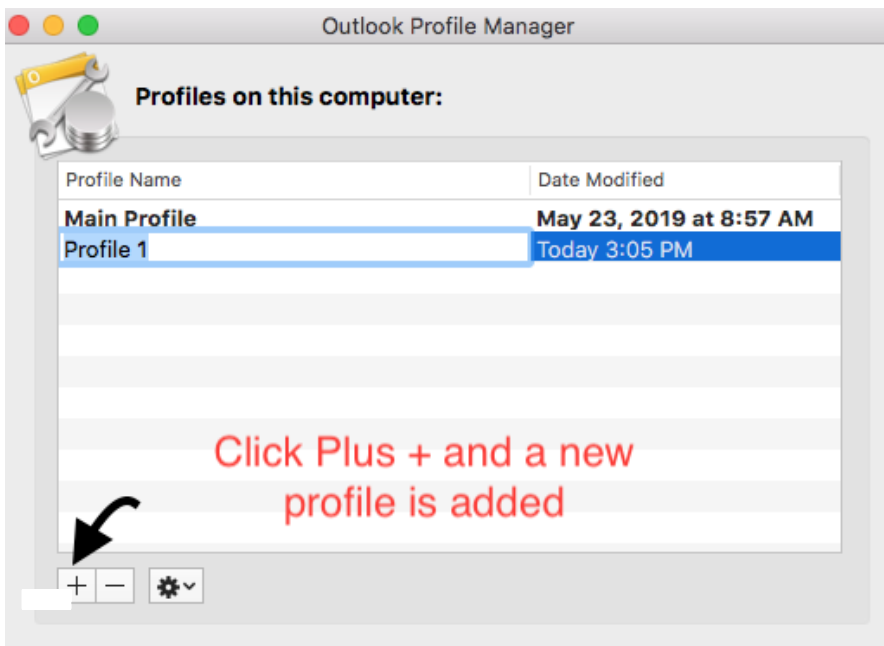 Outlook Profile Manager
Profiles on this computer:
Profile Name Date Modified
Main Profile May 23, 2019 at 8:57 AM
Profile 1 Today 3:05 PM
Click Plus + and a new
profile is added